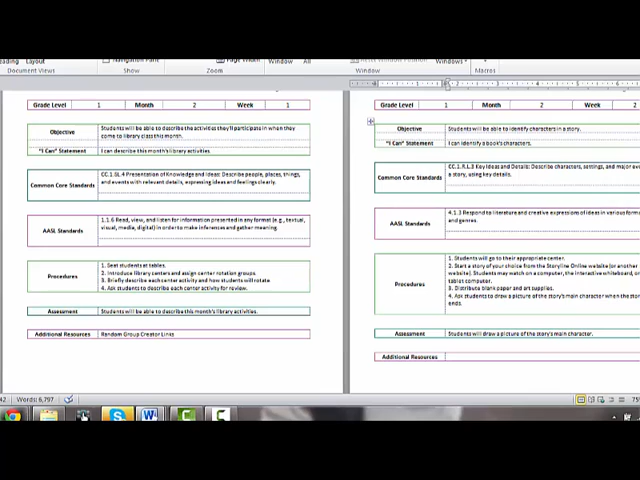 eading Layout Navigation Pane Page Width Window All Reset Window Position Windows
Document Views Show Zoom Window Macros
Grade Level 1 Month 2 Week 1
Objective Students will be able to describe the activities they'll participate in when they
come to library class this month.
"I Can" Statement I can describe this month's library activities.
Common Core Standards CC.1.SL.4 Presentation of Knowledge and Ideas: Describe people, places, things,
and events with relevant details, expressing ideas and feelings clearly.
AASL Standards 1.1.6 Read, view, and listen for information presented in any format (e.g., textual,
visual, media, digital) in order to make inferences and gather meaning.
Procedures
1. Seat students at tables.
2. Introduce library centers and assign center rotation groups.
3. Briefly describe each center activity and how students will rotate
4. Ask students to describe each center activity for review.
Assessment Students will be able to describe this month's library activities.
Additional Resources Random Group Creator Links
Grade Level 1 Month 2 Week 2
Objective Students will be able to identify characters in a story.
"I Can" Statement I can identify a book's characters.
Common Core Standards CC.1.R.L.3 Key Ideas and Details: Describe characters, settings, and major eve
a story, using key details.
AASL Standards 4.1.3 Respond to literature and creative expressions of ideas in various form
and genres.
Procedures
1. Students will go to their appropriate center.
2. Start a story of your choice from the Storyline Online website (or another
website). Students may watch on a computer, the interactive whiteboard, on
tables computer.
3. Distribute blank paper and art supplies.
4. Ask students to draw a picture of the story's main character when the sto
ends.
Assessment Students will draw a picture of the story's main character.
Additional Resources
42 Words: 6,797 75%